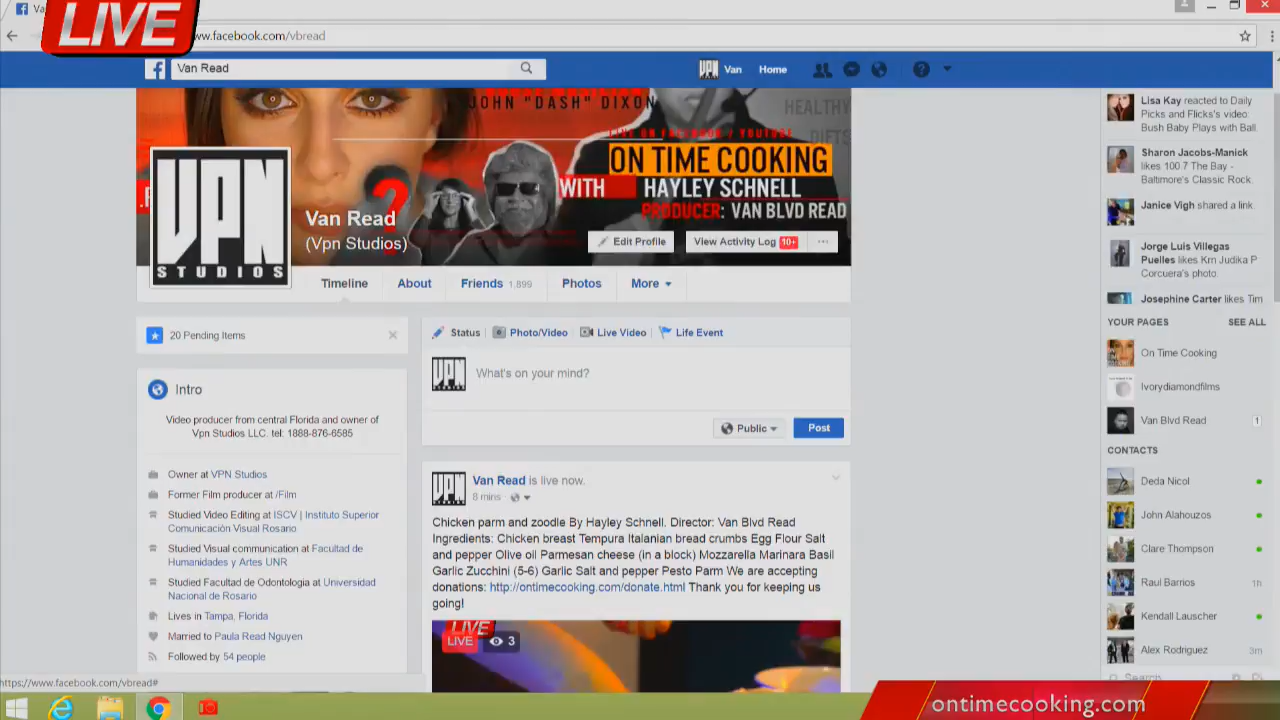 LIVE
Va
ww.facebook.com/vbread
Van Read
Van
Home
JOHN "DASH" DIXON
HEALTHY
DIETS
LIVE ON FACEBOOK / YOUTUBE
ON TIME COOKING
WITH HAYLEY SCHNELL
PRODUCER: VAN BLVD READ
?
VPN
STUDIOS
Van Read
(Vpn Studios)
Edit Profile
View Activity Log 10+
...
Timeline
About
Friends 1,899
Photos
More
20 Pending Items
Intro
Video producer from central Florida and owner of
Vpn Studios LLC. tel: 1888-876-6585
Owner at VPN Studios
Former Film producer at /Film
Studied Video Editing at ISCV | Instituto Superior
Comunicación Visual Rosario
Studied Visual communication at Facultad de
Humanidades y Artes UNR
Studied Facultad de Odontologia at Universidad
Nacional de Rosario
Lives in Tampa, Florida
Married to Paula Read Nguyen
Followed by 54 people
Status
Photo/Video
Live Video
Life Event
What's on your mind?
Public
Post
Van Read is live now.
8 mins
Chicken parm and zoodle By Hayley Schnell. Director: Van Blvd Read
Ingredients: Chicken breast Tempura Italanian bread crumbs Egg Flour Salt
and pepper Olive oil Parmesan cheese (in a block) Mozzarella Marinara Basil
Garlic Zucchini (5-6) Garlic Salt and pepper Pesto Parm We are accepting
donations: http://ontimecooking.com/donate.html Thank you for keeping us
going!
LIVE
LIVE
3
Lisa Kay reacted to Daily
Picks and Flicks's video:
Bush Baby Plays with Ball.
Sharon Jacobs-Manick
likes 100.7 The Bay -
Baltimore's Classic Rock.
Janice Vigh shared a link.
Jorge Luis Villegas
Puelles likes Km Judika P
Corcuera's photo.
Josephine Carter likes Tim
YOUR PAGES
SEE ALL
On Time Cooking
Ivorydiamondfilms
Van Blvd Read
1
CONTACTS
Deda Nicol
John Alahouzos
Clare Thompson
Raul Barrios
1h
Kendall Lauscher
Alex Rodriguez
3m
Search
https://www.facebook.com/vbread#
ontimecooking.com